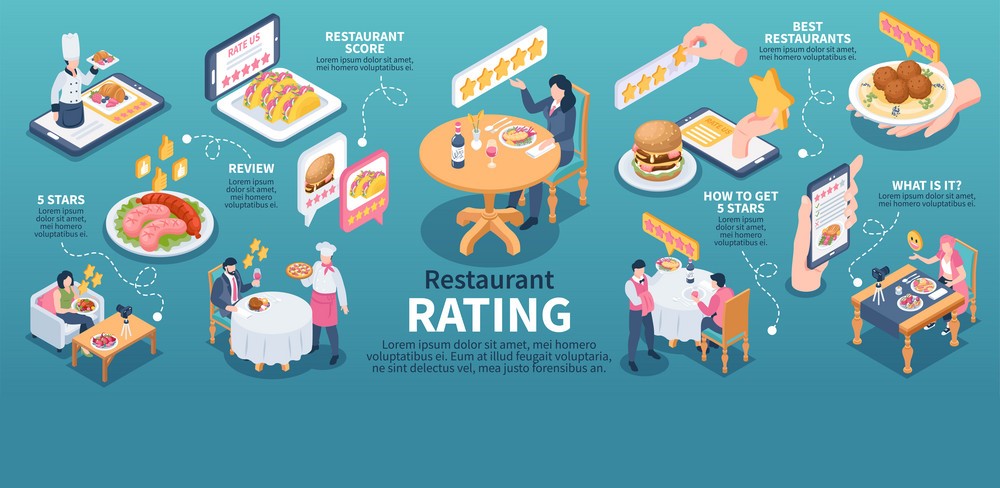 RATE US
RESTAURANT
SCORE
Lorem ipsum dolor sit amet,
mei homero voluptatibus ei.
BEST
RESTAURANTS
Lorem ipsum dolor sit amet,
mei homero voluptatibus ei.
RATE US
REVIEW
Lorem ipsum
dolor sit amet,
mei homero
voluptatibus ei.
5 STARS
Lorem ipsum
dolor sit amet,
mei homero
voluptatibus ei.
HOW TO GET
5 STARS
Lorem ipsum
dolor sit amet,
mei homero
voluptatibus ei.
WHAT IS IT?
Lorem ipsum dolor sit amet,
mei homero voluptatibus ei.
Restaurant
RATING
Lorem ipsum dolor sit amet, mei homero
voluptatibus ei. Eum at illud feugait voluptaria,
ne sint delectus sea, mei justo forensibus an.